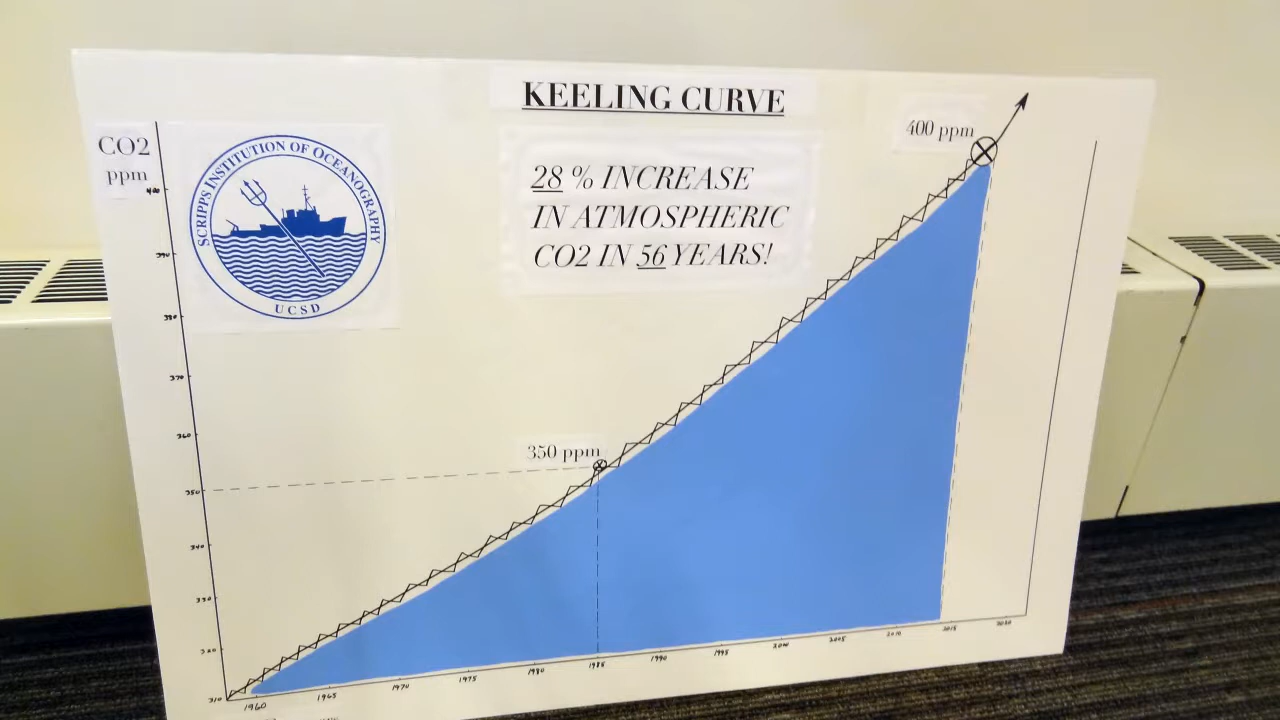 KEELING CURVE
CO2
ppm
SCRIPPS INSTITUTION OF OCEANOGRAPHY
UCSD
28 % INCREASE
IN ATMOSPHERIC
CO2 IN 56 YEARS!
400 ppm
350 ppm
400
390
380
370
360
350
340
330
320
310
1960
1965
1970
1975
1980
1985
1990
1995
2000
2005
2010
2015
2020